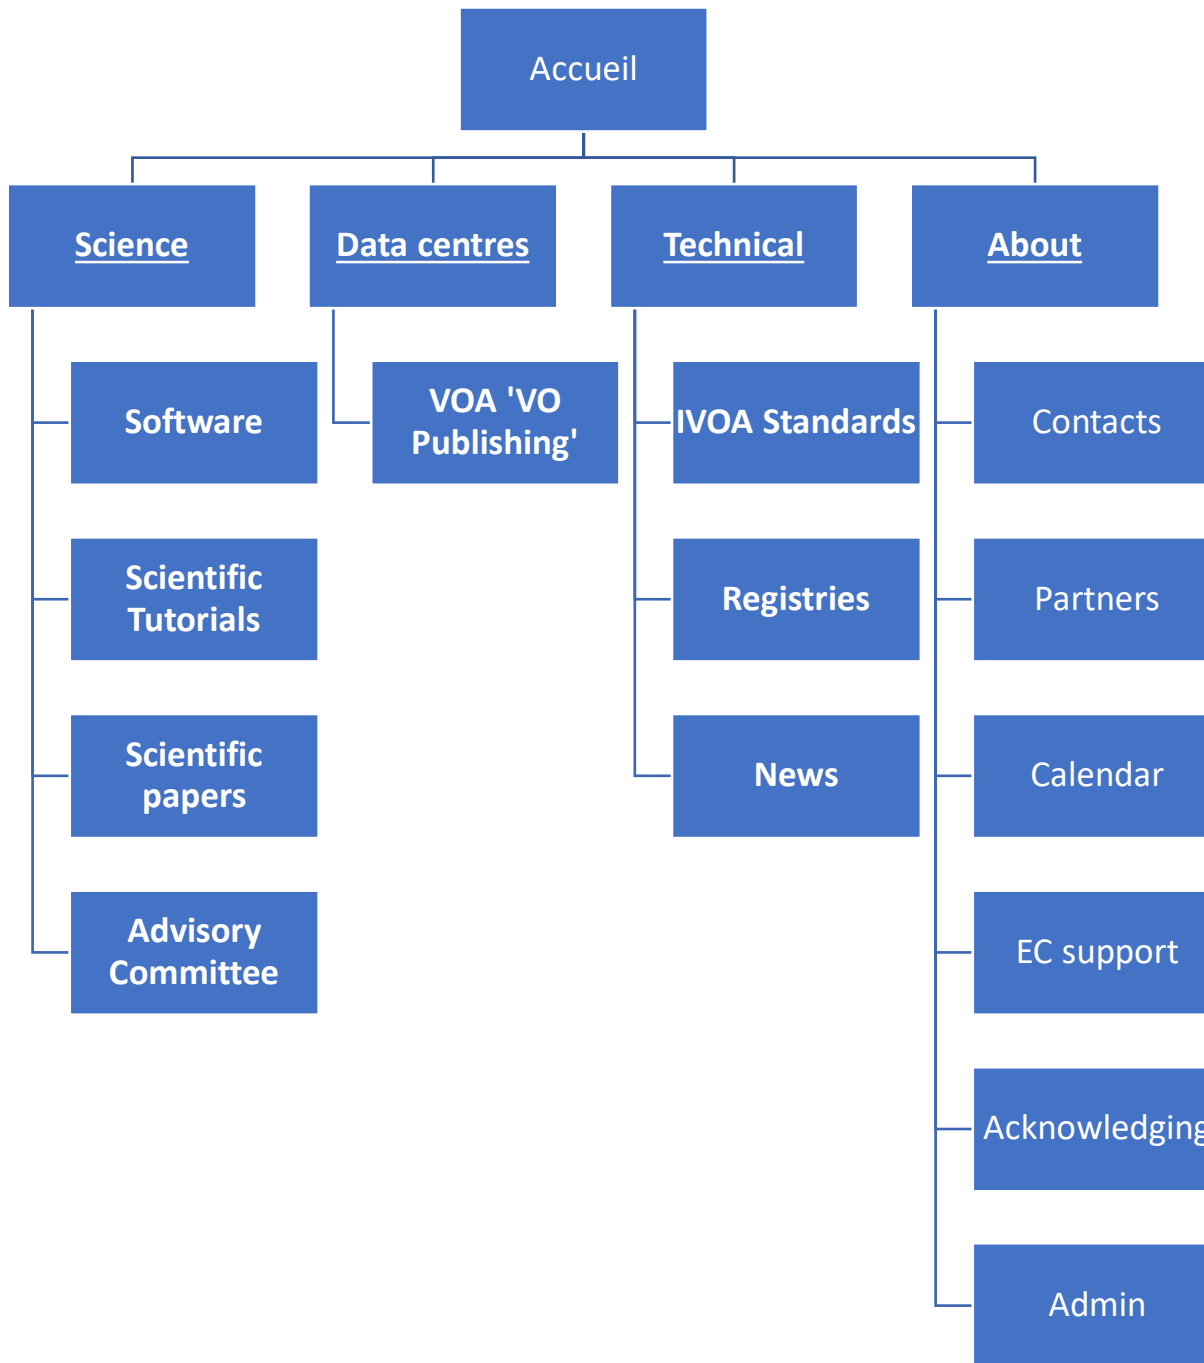 Accueil
Science
Data centres
Technical
About
Software
Scientific
Tutorials
Scientific
papers
Advisory
Committee
VOA 'VO
Publishing'
IVOA Standards
Registries
News
Contacts
Partners
Calendar
EC support
Acknowledging
Admin